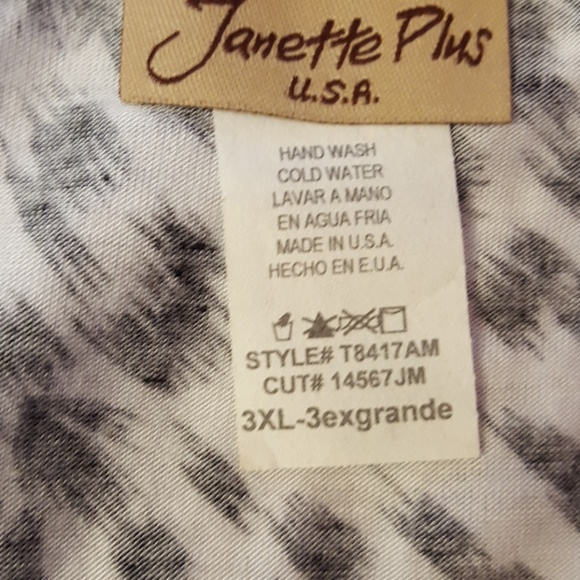 Janette Plus
U.S.A.
HAND WASH
COLD WATER
LAVAR A MANO
EN AGUA FRIA
MADE IN U.S.A.
HECHO EN E.U.A.
STYLE# T8417AM
CUT# 14567JM
3XL-3exgrande